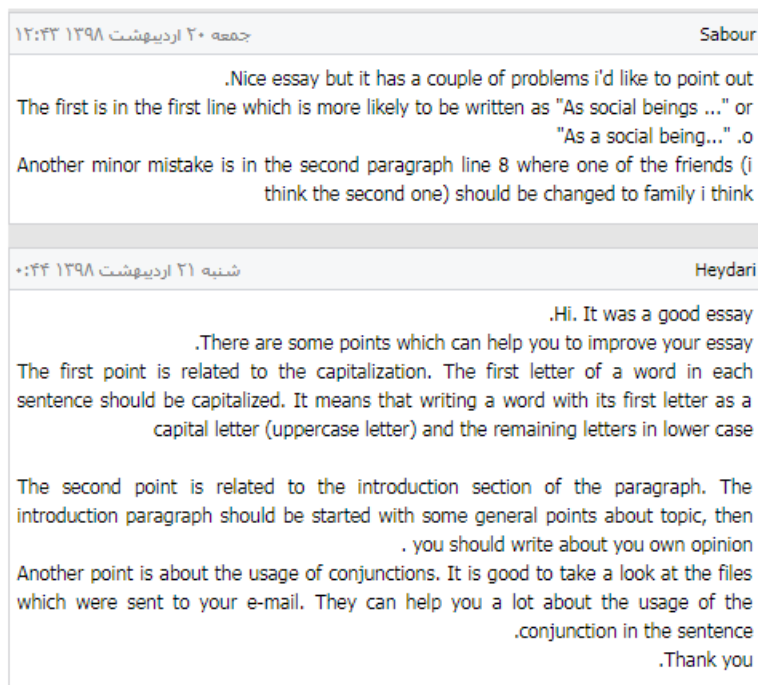 Sabour
جمعه ۲۰ اردیبهشت ۱۳۹۸ ۱۲:۴۳
.Nice essay but it has a couple of problems i'd like to point out
The first is in the first line which is more likely to be written as "As social beings ..." or
"As a social being..." .o
Another minor mistake is in the second paragraph line 8 where one of the friends (i
think the second one) should be changed to family i think
Heydari
شنبه ۲۱ اردیبهشت ۱۳۹۸ ۰:۴۴
.Hi. It was a good essay
.There are some points which can help you to improve your essay
The first point is related to the capitalization. The first letter of a word in each
sentence should be capitalized. It means that writing a word with its first letter as a
capital letter (uppercase letter) and the remaining letters in lower case
The second point is related to the introduction section of the paragraph. The
introduction paragraph should be started with some general points about topic, then
. you should write about you own opinion
Another point is about the usage of conjunctions. It is good to take a look at the files
which were sent to your e-mail. They can help you a lot about the usage of the
.conjunction in the sentence
.Thank you